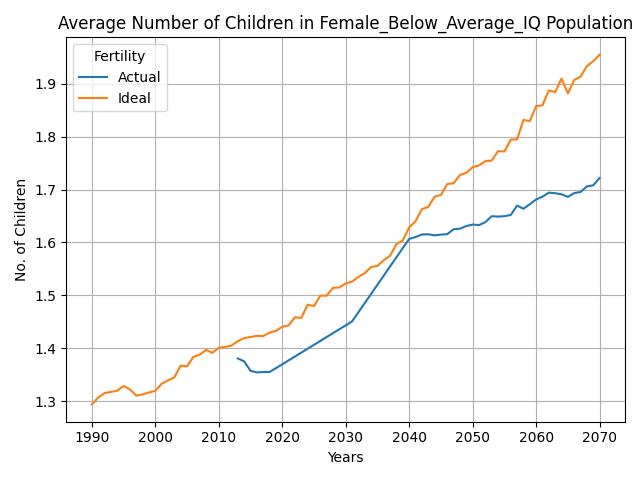 Average Number of Children in Female_Below_Average_IQ Population
Fertility
Actual
Ideal
No. of Children
1.9
1.8
1.7
1.6
1.5
1.4
1.3
1990 2000 2010 2020 2030 2040 2050 2060 2070
Years